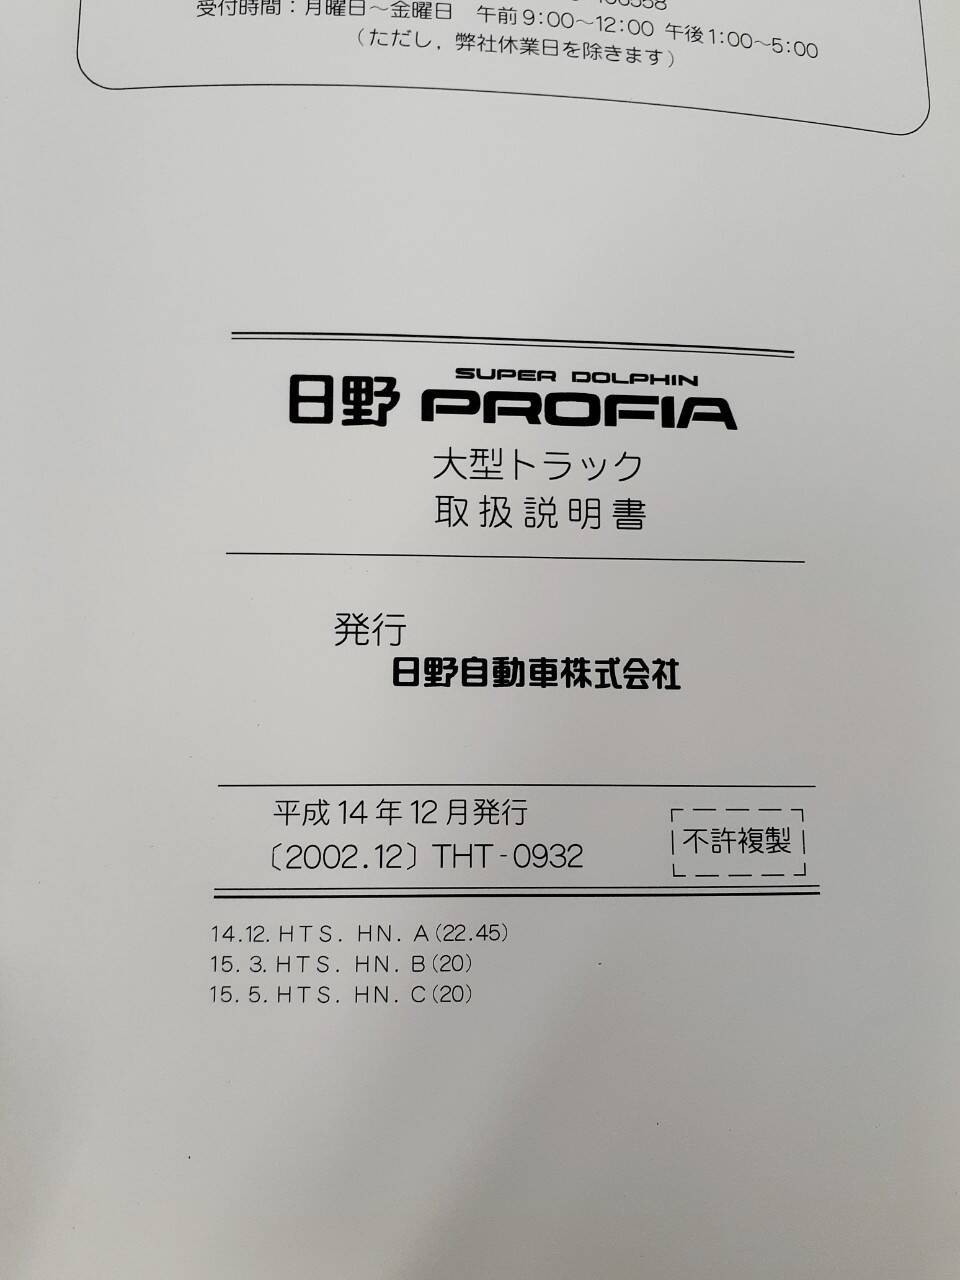 受付時間：月曜日～金曜日　午前9:00～12:00 午後1:00～5:00
（ただし，弊社休業日を除きます）
SUPER DOLPHIN
日野 PROFIA
大型トラック
取扱説明書
発行
日野自動車株式会社
平成14年12月発行
〔2002.12〕THT-0932
不許複製
14.12.HTS. HN. A(22.45)
15. 3.HTS. HN. B(20)
15. 5.HTS. HN. C(20)